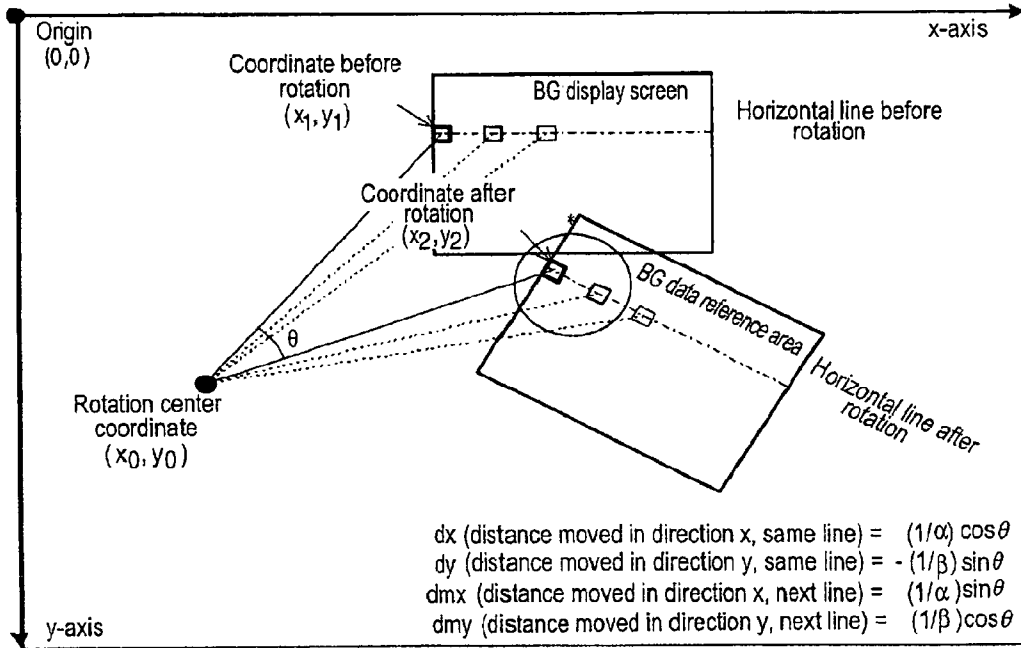 Origin
(0,0)
x-axis
Coordinate before
rotation
(x1, y1)
BG display screen
Horizontal line before
rotation
Coordinate after
rotation
(x2, y2)
*
BG data reference area
θ
Horizontal line after
rotation
Rotation center
coordinate
(x0, y0)
dx (distance moved in direction x, same line) = (1/α) cosθ
dy (distance moved in direction y, same line) = - (1/β) sinθ
dmx (distance moved in direction x, next line) = (1/α) sinθ
dmy (distance moved in direction y, next line) = (1/β) cosθ
y-axis